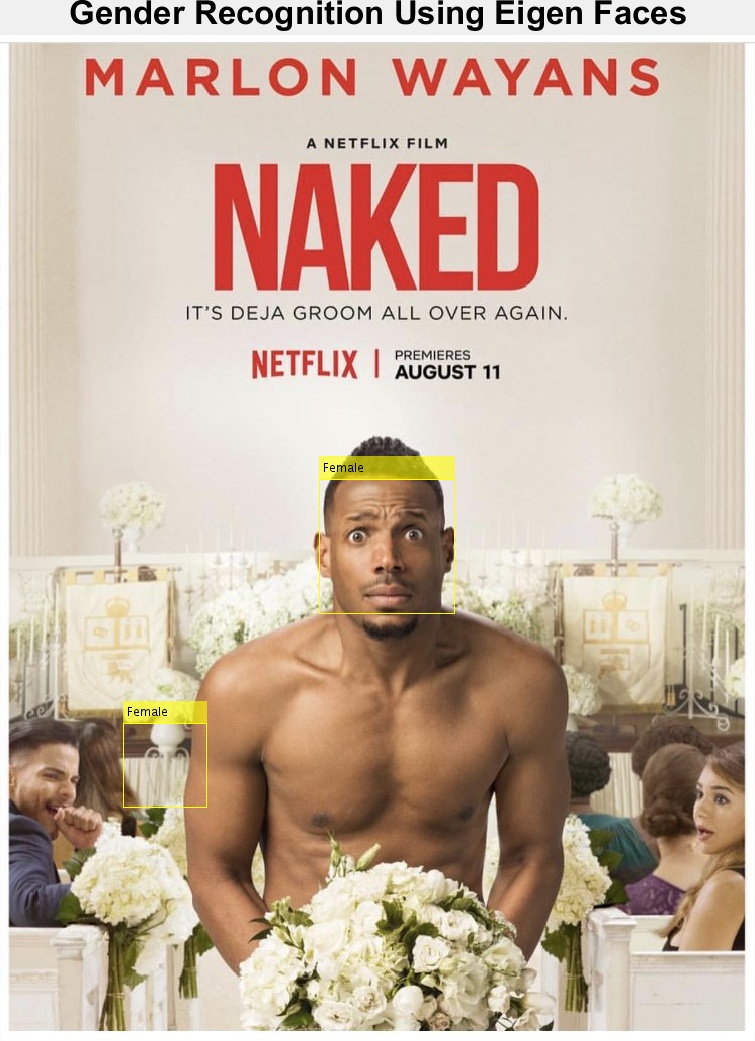 Gender Recognition Using Eigen Faces
MARLON WAYANS
A NETFLIX FILM
NAKED
IT'S DEJA GROOM ALL OVER AGAIN.
NETFLIX | PREMIERES
AUGUST 11
Female
Female